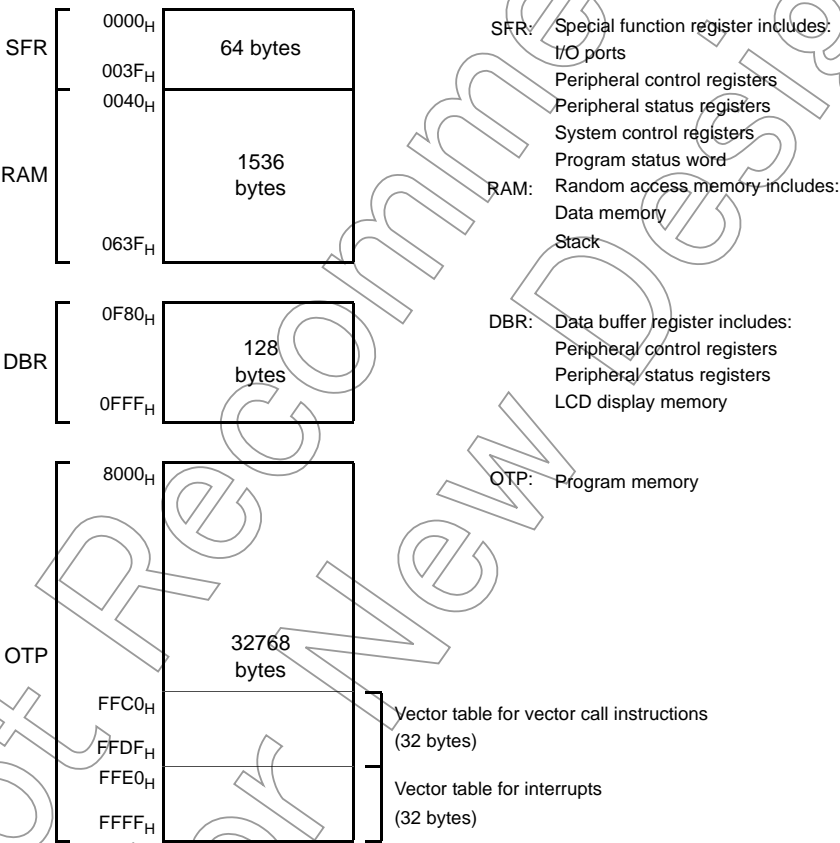 SFR
0000H
64 bytes
003FH
RAM
0040H
1536
bytes
063FH
SFR: Special function register includes:
I/O ports
Peripheral control registers
Peripheral status registers
System control registers
Program status word
RAM: Random access memory includes:
Data memory
Stack
DBR
0F80H
128
bytes
0FFFH
DBR: Data buffer register includes:
Peripheral control registers
Peripheral status registers
LCD display memory
OTP
8000H
32768
bytes
OTP: Program memory
FFC0H
FFDFH
Vector table for vector call instructions
(32 bytes)
FFE0H
FFFFH
Vector table for interrupts
(32 bytes)